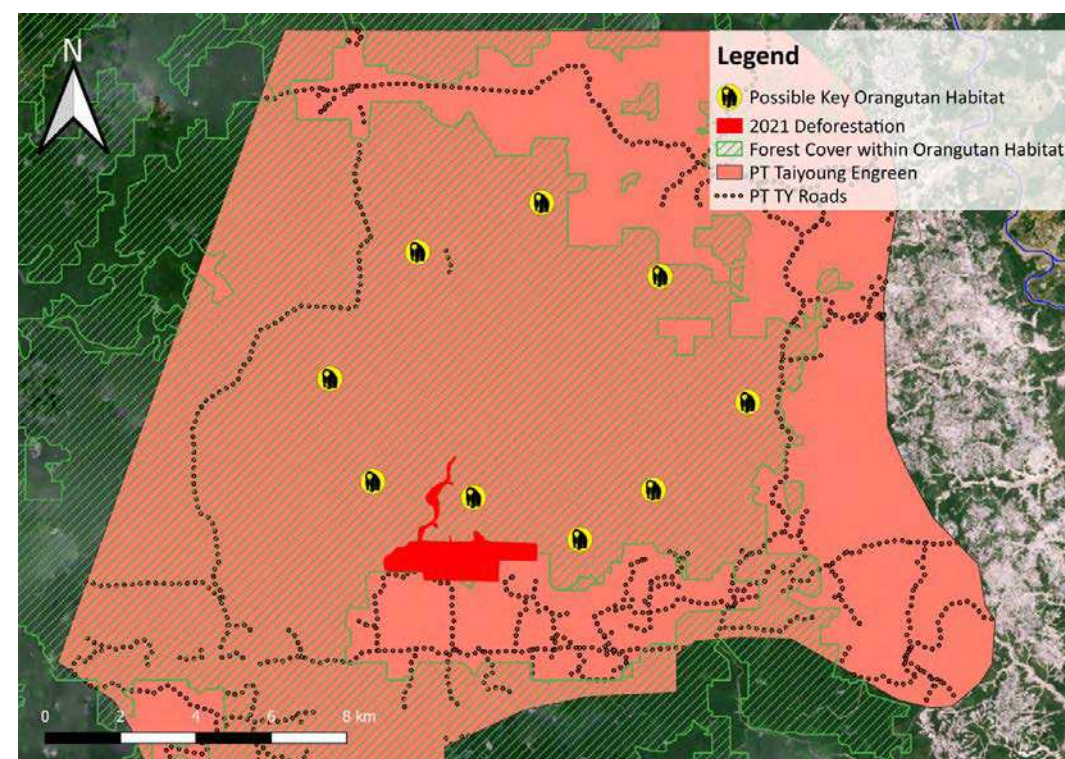 N
Legend
Possible Key Orangutan Habitat
2021 Deforestation
Forest Cover within Orangutan Habitat
PT Taiyoung Engreen
PT TY Roads
0 2 4 6 8 km